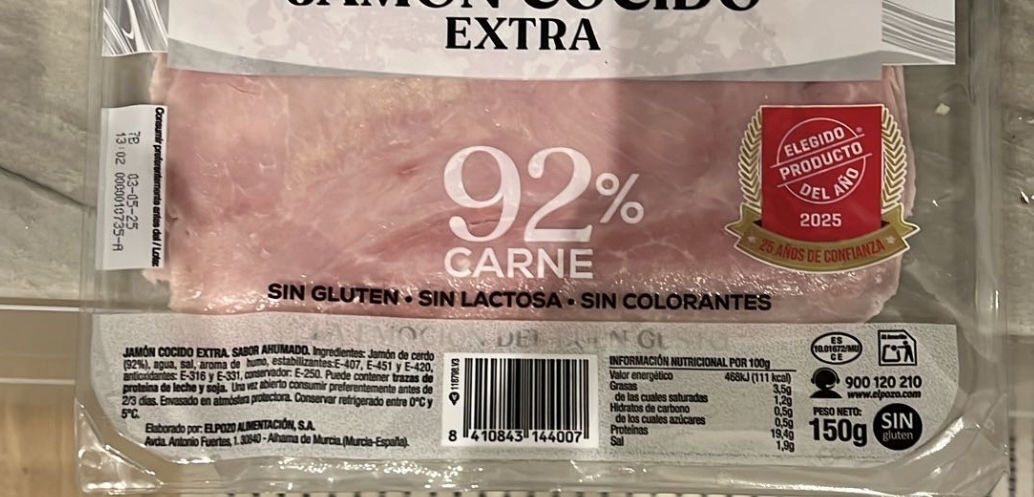 JAMÓN COCIDO
EXTRA
Consumir preferentemente antes del / Lote:
03-05-25
13:02 0000010735-A
92%
CARNE
ELEGIDO
PRODUCTO
DEL AÑO
2025
25 AÑOS DE CONFIANZA
SIN GLUTEN • SIN LACTOSA • SIN COLORANTES
JAMÓN COCIDO EXTRA. SABOR AHUMADO. Ingredientes: Jamón de cerdo
(92%), agua, sal, aroma de humo, estabilizantes:E-407, E-451 y E-420,
antioxidantes: E-316 y E-331, conservador: E-250. Puede contener trazas de
proteína de leche y soja. Una vez abierto consumir preferentemente antes de
2/3 días. Envasado en atmósfera protectora. Conservar refrigerado entre 0°C y
5°C.
Elaborado por: ELPOZO ALIMENTACIÓN, S.A.
Avda. Antonio Fuertes, 1. 30840 - Alhama de Murcia.(Murcia-España).
8 410843 144007
INFORMACIÓN NUTRICIONAL POR 100g
Valor energético 468kJ (111 kcal)
Grasas 3,5g
de las cuales saturadas 1,2g
Hidratos de carbono 0,5g
de los cuales azúcares 0,5g
Proteínas 19,4g
Sal 1,9g
ES
10.01672/MU
CE
900 120 210
www.elpozo.com
PESO NETO:
150g
SIN
gluten